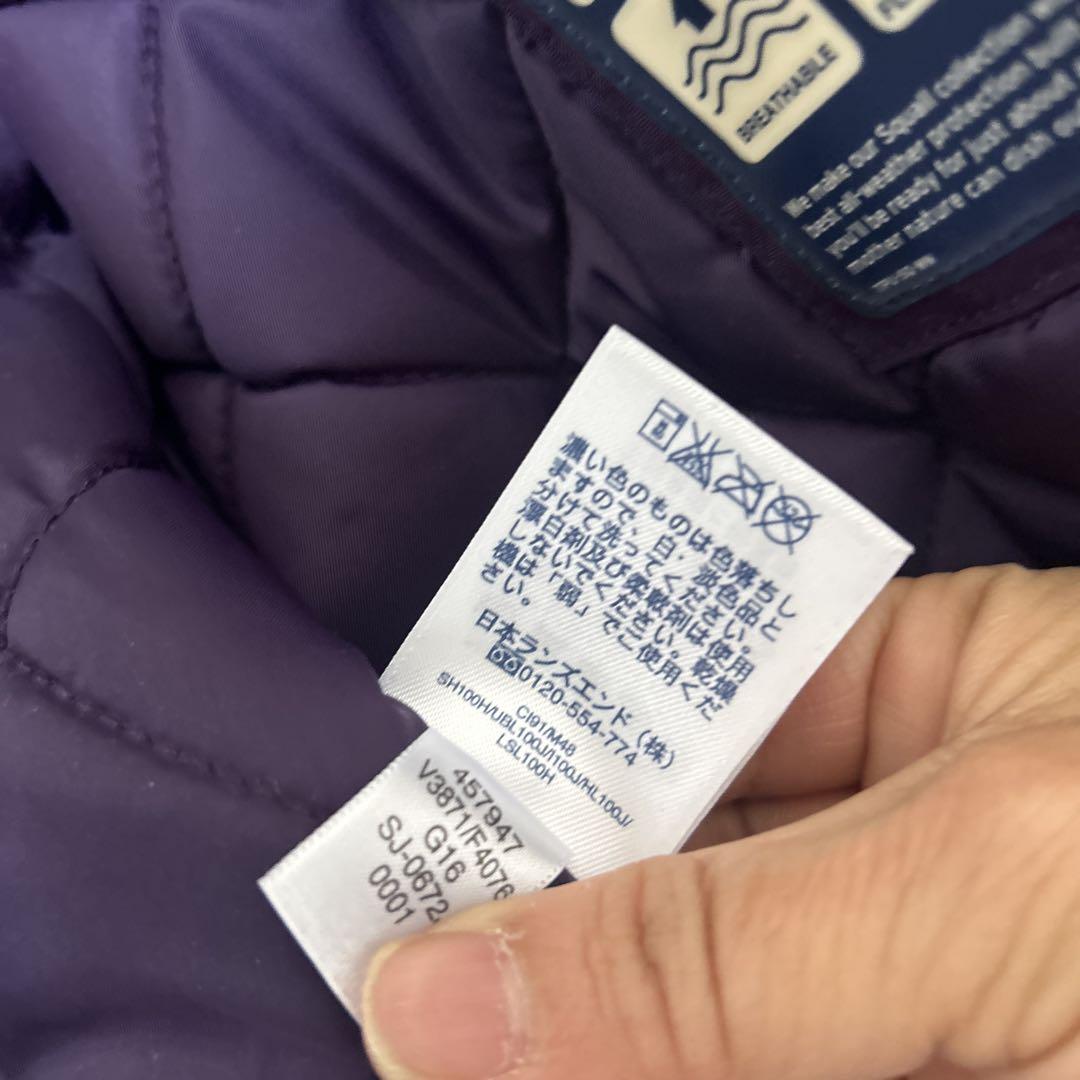 BREATHABLE
We make our Squall collection
best all-weather protection
you'll be ready for just about
mother nature can dish
濃い色のものは色落ちし
ますので、白・淡色品と
分けて洗ってください。
漂白剤及び柔軟剤は使用
しないでください。乾燥
機は、「弱」でご使用くだ
さい。
日本ランズエンド(株)
0120-554-774
CI91/M48
SH100H/UBL100J/I100J/HL100J/
LSL100H
457947
V3871/F4076
G16
SJ-0672
0001